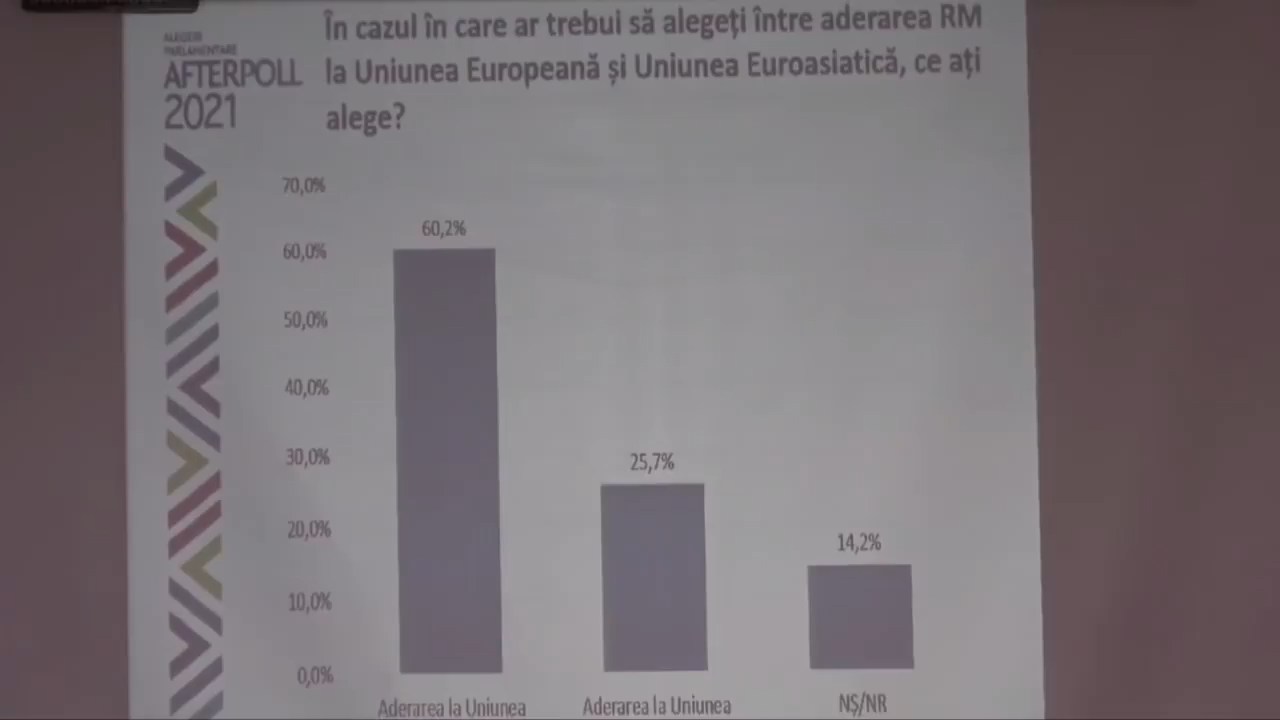 ALEGERI
PARLAMENTARE
AFTERPOLL
2021
În cazul în care ar trebui să alegeți între aderarea RM
la Uniunea Europeană și Uniunea Euroasiatică, ce ați
alege?
70,0%
60,0%
50,0%
40,0%
30,0%
20,0%
10,0%
0,0%
60,2%
25,7%
14,2%
Aderarea la Uniunea
Aderarea la Uniunea
NȘ/NR